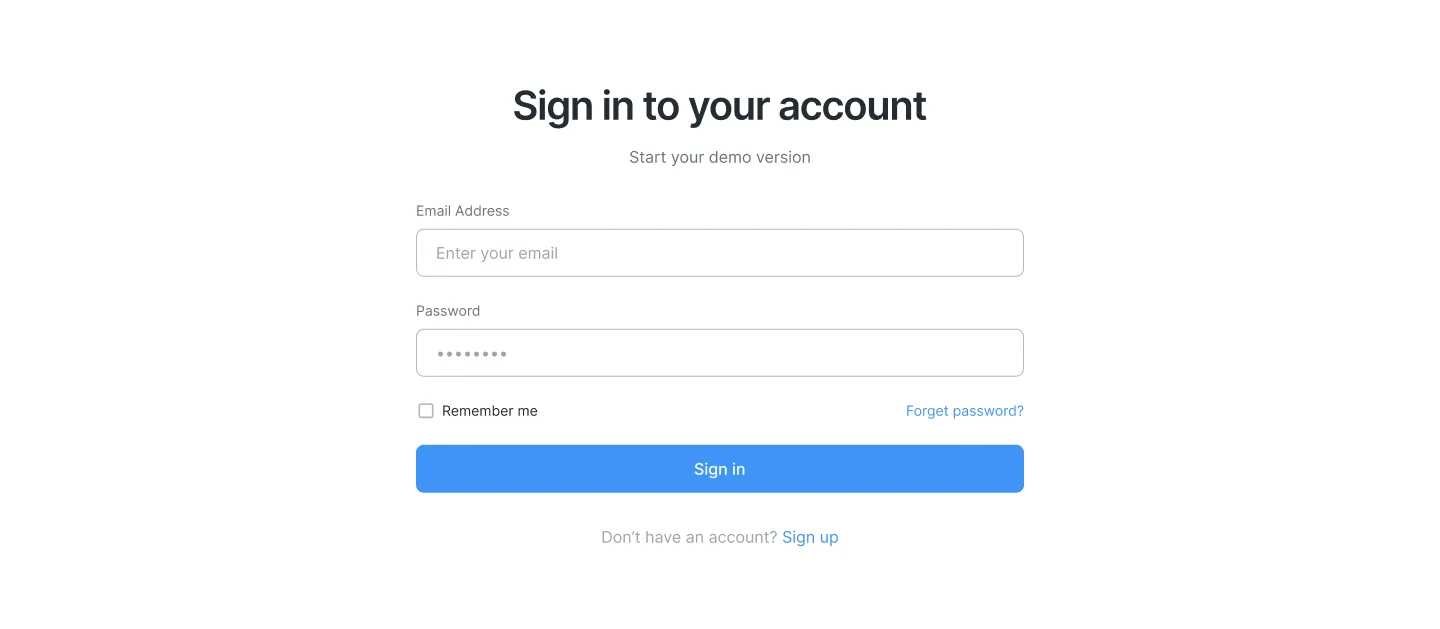 Sign in to your account
Start your demo version
Email Address
Enter your email
Password
••••••••
Remember me Forget password?
Sign in
Don’t have an account? Sign up